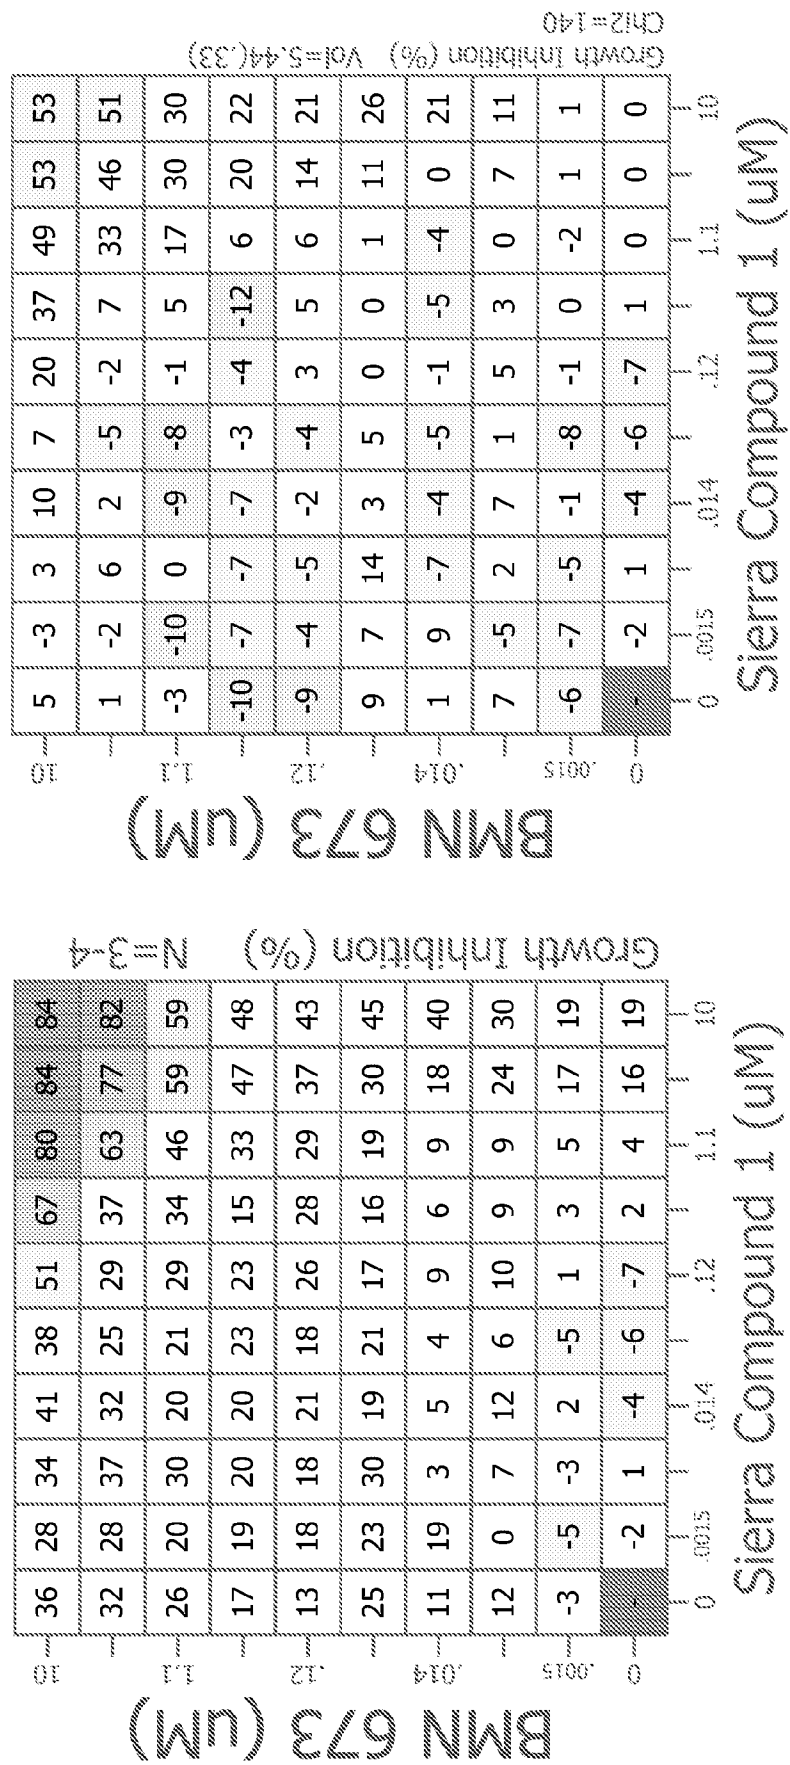 BMN 673 (uM)
10 36 28 34 41 38 51 67 80 84 84
32 28 37 32 25 29 37 63 77 82
1.1 26 20 30 20 21 29 34 46 59 59
17 19 20 20 23 23 15 33 47 48
.12 13 18 18 21 18 26 28 29 37 43
25 23 30 19 21 17 16 19 30 45
.014 11 19 3 5 4 9 6 9 18 40
12 0 7 12 6 10 9 9 24 30
.0015 -3 -5 -3 2 -5 1 3 5 17 19
0 - -2 1 -4 -6 -7 2 4 16 19
0 .0015 .014 .12 1.1 10
Sierra Compound 1 (uM)
Growth Inhibition (%) N=3-4
BMN 673 (uM)
10 5 -3 3 10 7 20 37 49 53 53
1 -2 6 2 -5 -2 7 33 46 51
1.1 -3 -10 0 -9 -8 -1 5 17 30 30
-10 -7 -7 -7 -3 -4 -12 6 20 22
.12 -9 -4 -5 -2 -4 3 5 6 14 21
9 7 14 3 5 0 0 1 11 26
.014 1 9 -7 -4 -5 -1 -5 -4 0 21
7 -5 2 7 1 5 3 0 7 11
.0015 -6 -7 -5 -1 -8 -1 0 -2 1 1
0 - -2 1 -4 -6 -7 1 0 0 0
0 .0015 .014 .12 1.1 10
Sierra Compound 1 (uM)
Growth Inhibition (%) Vol=5.44(.33)
Chi2=140